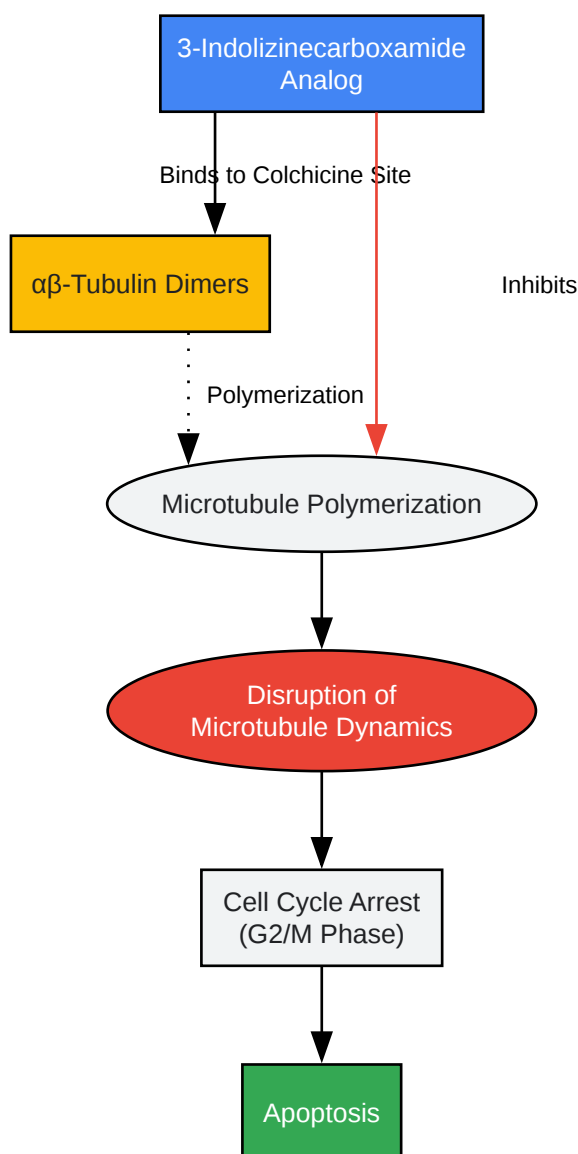 3-Indolizinecarboxamide
Analog
Binds to Colchicine Site
αβ-Tubulin Dimers
Inhibits
Polymerization
Microtubule Polymerization
Disruption of
Microtubule Dynamics
Cell Cycle Arrest
(G2/M Phase)
Apoptosis